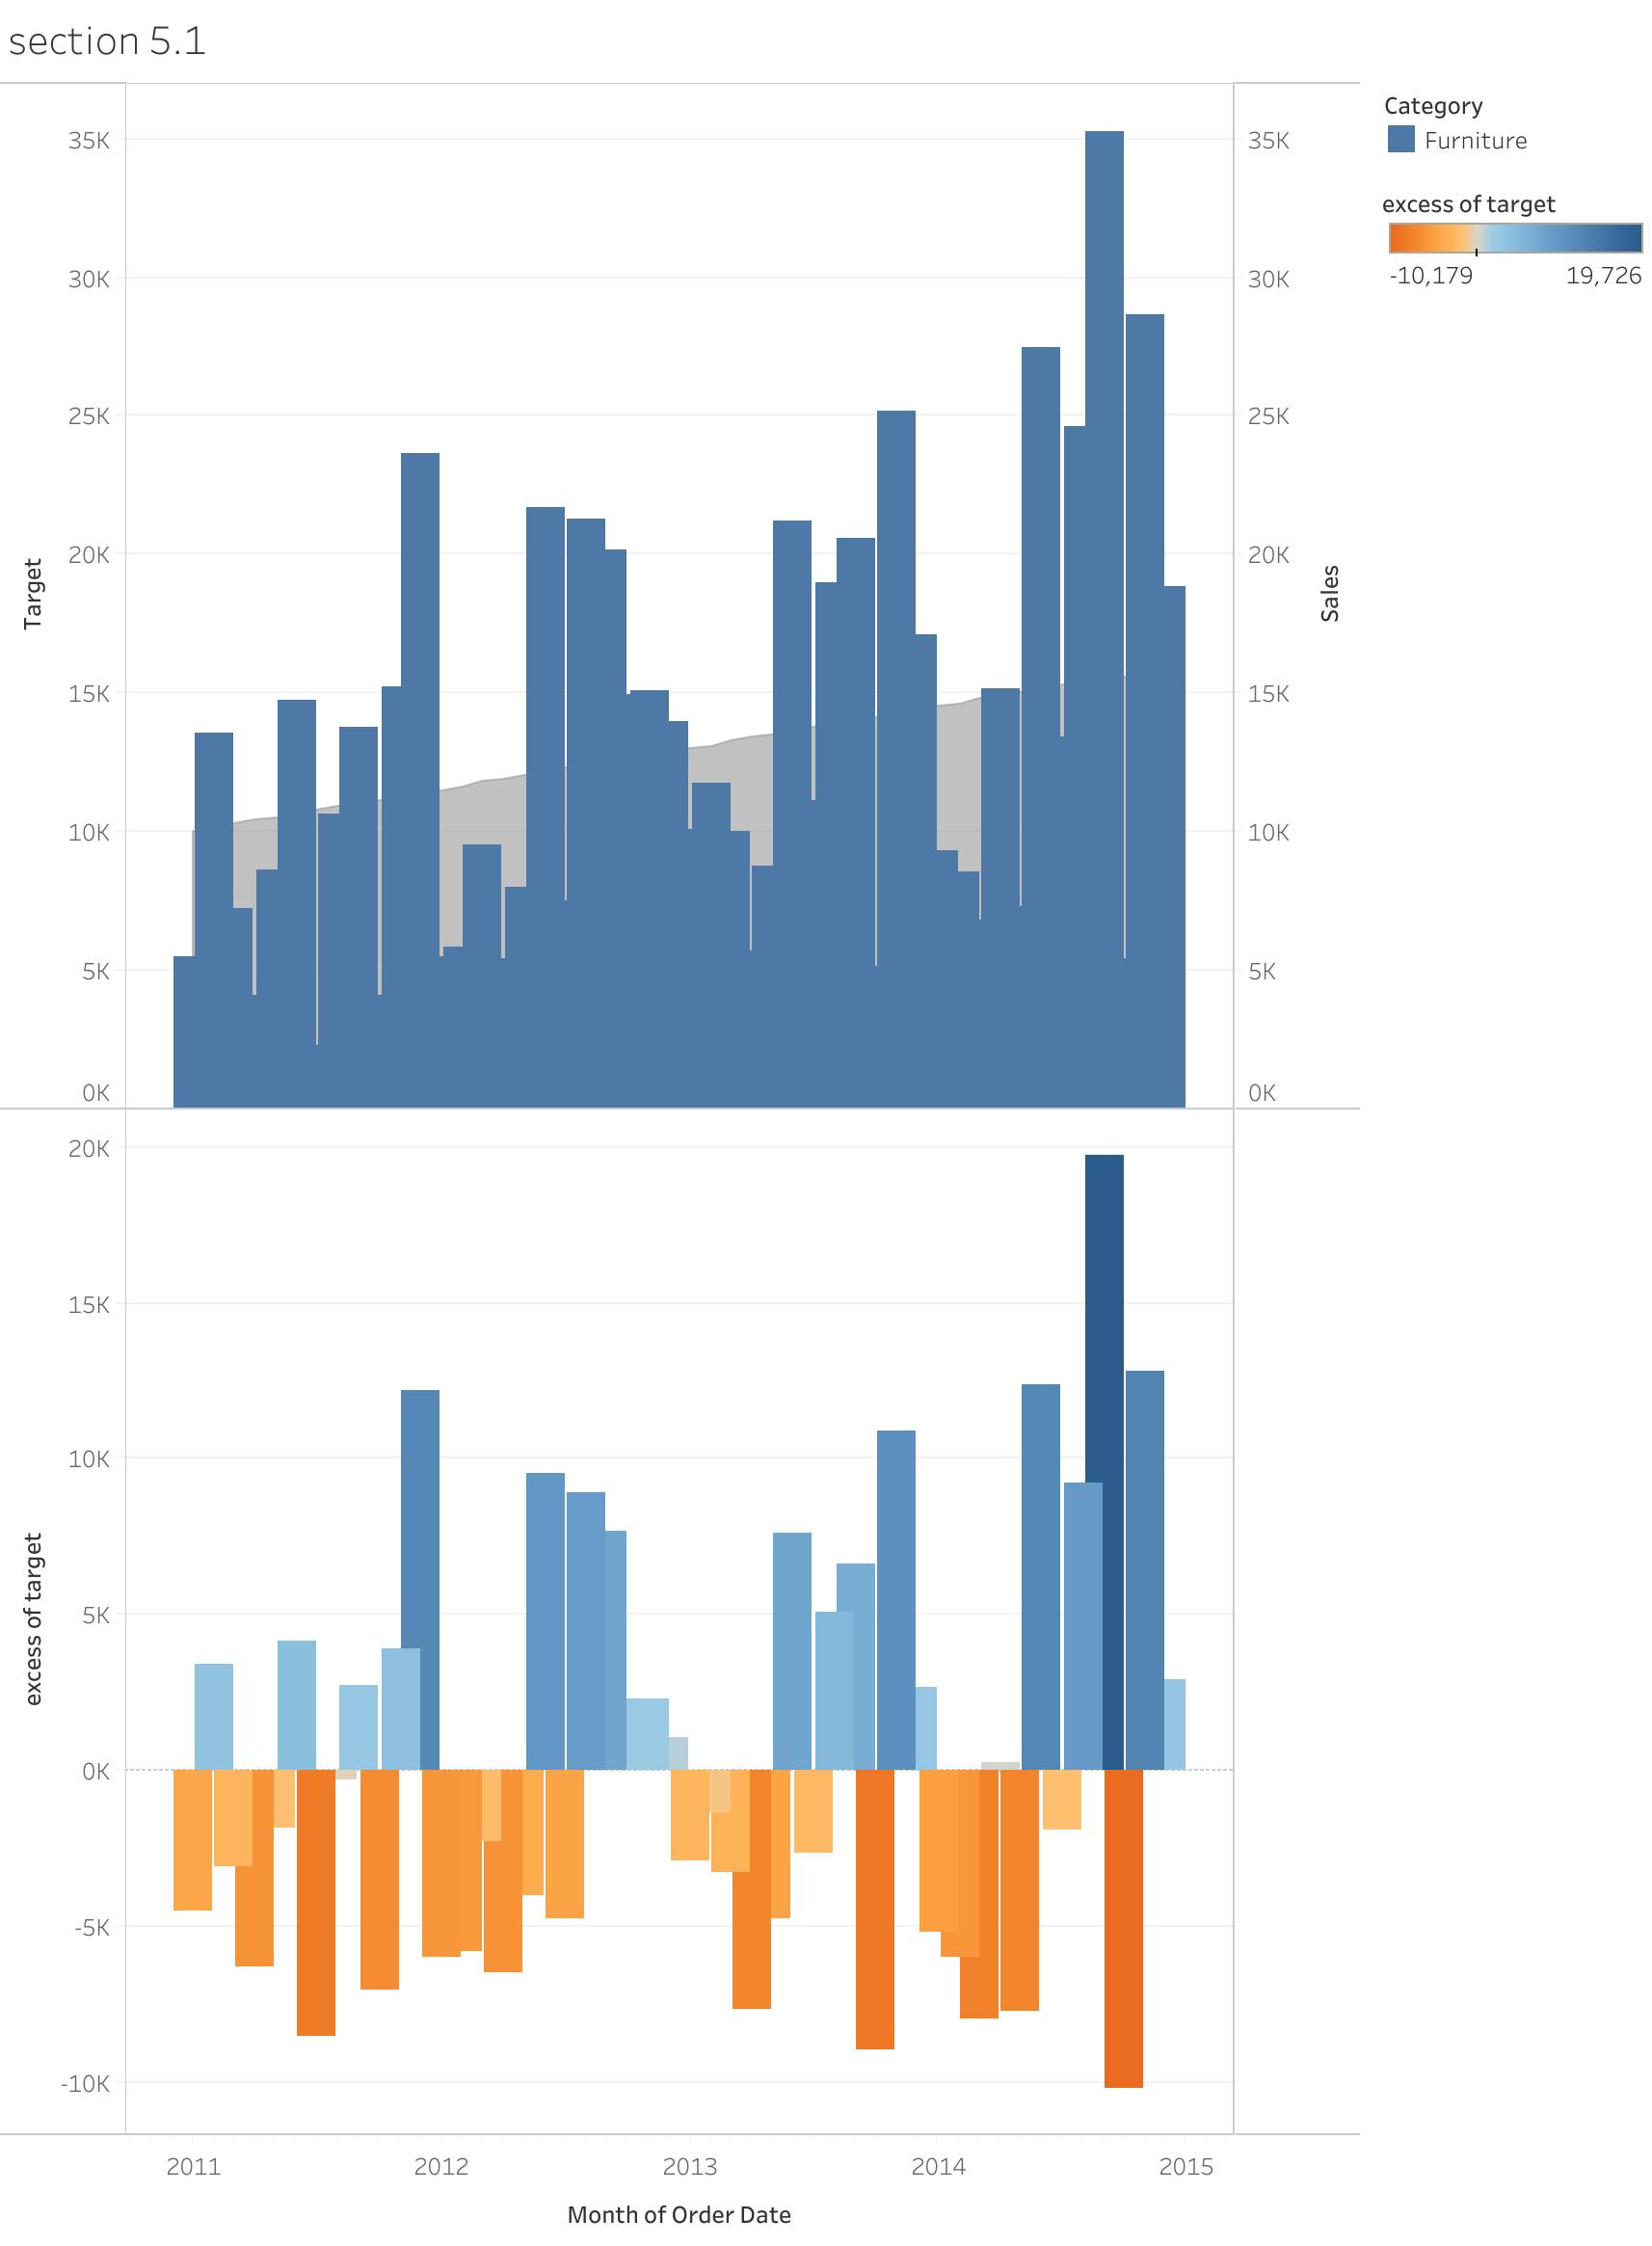 section 5.1
Category
Furniture
excess of target
-10,179 19,726
Target
35K
30K
25K
20K
15K
10K
5K
0K
Sales
35K
30K
25K
20K
15K
10K
5K
0K
excess of target
20K
15K
10K
5K
0K
-5K
-10K
2011 2012 2013 2014 2015
Month of Order Date